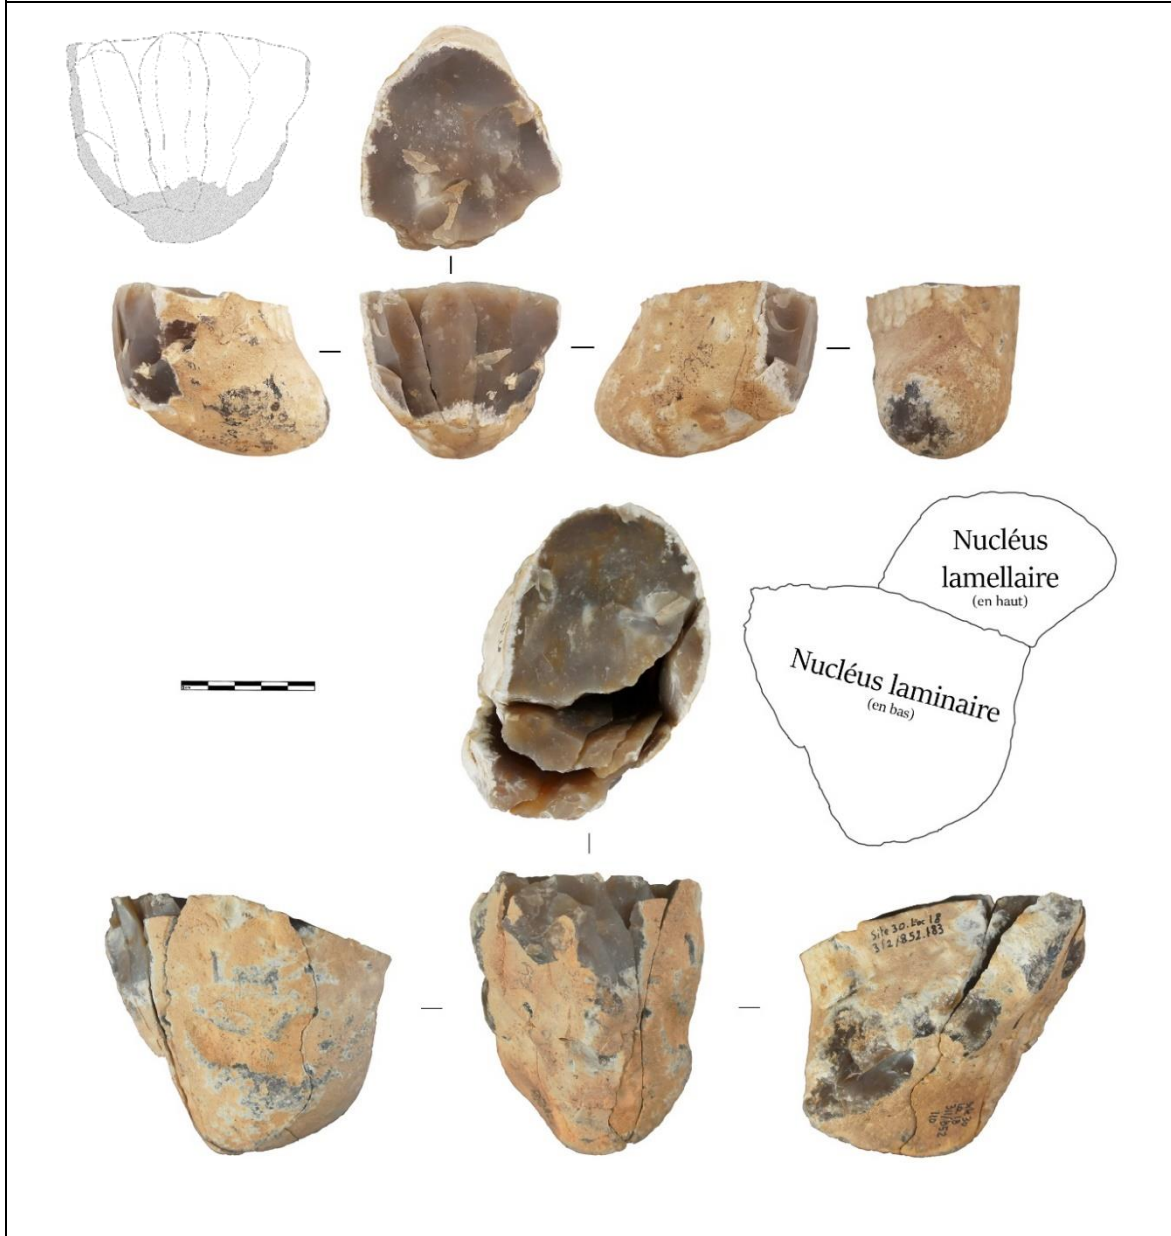 Nucléus
lamellaire
(en haut)
Nucléus laminaire
(en bas)
Site 30. Loc 18
312/852.183